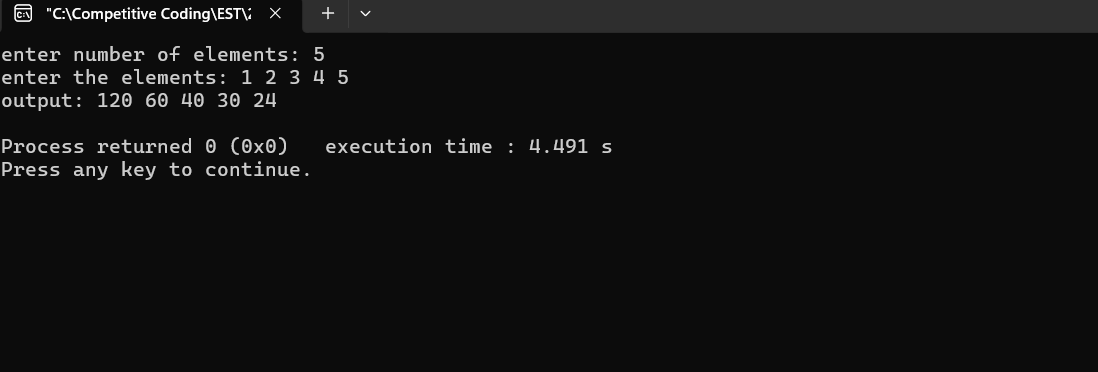 "C:\Competitive Coding\EST\2
enter number of elements: 5
enter the elements: 1 2 3 4 5
output: 120 60 40 30 24
Process returned 0 (0x0)   execution time : 4.491 s
Press any key to continue.